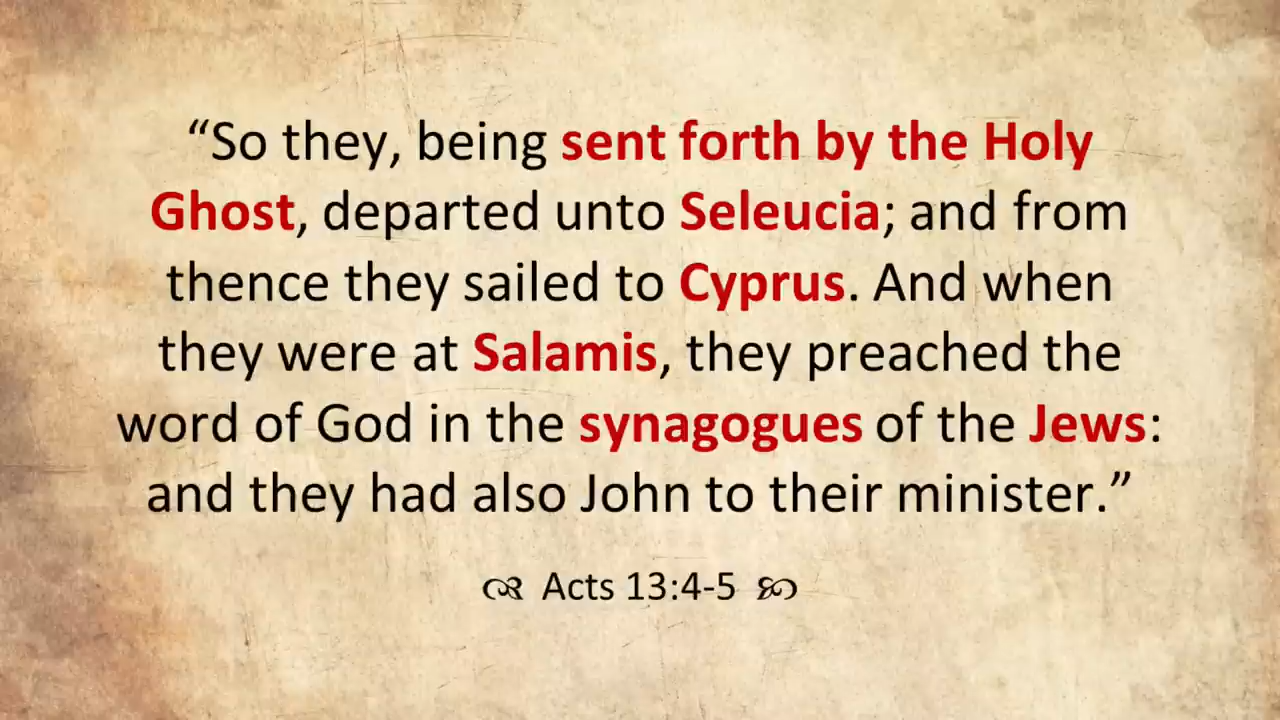 “So they, being sent forth by the Holy
Ghost, departed unto Seleucia; and from
thence they sailed to Cyprus. And when
they were at Salamis, they preached the
word of God in the synagogues of the Jews:
and they had also John to their minister.”
Acts 13:4-5